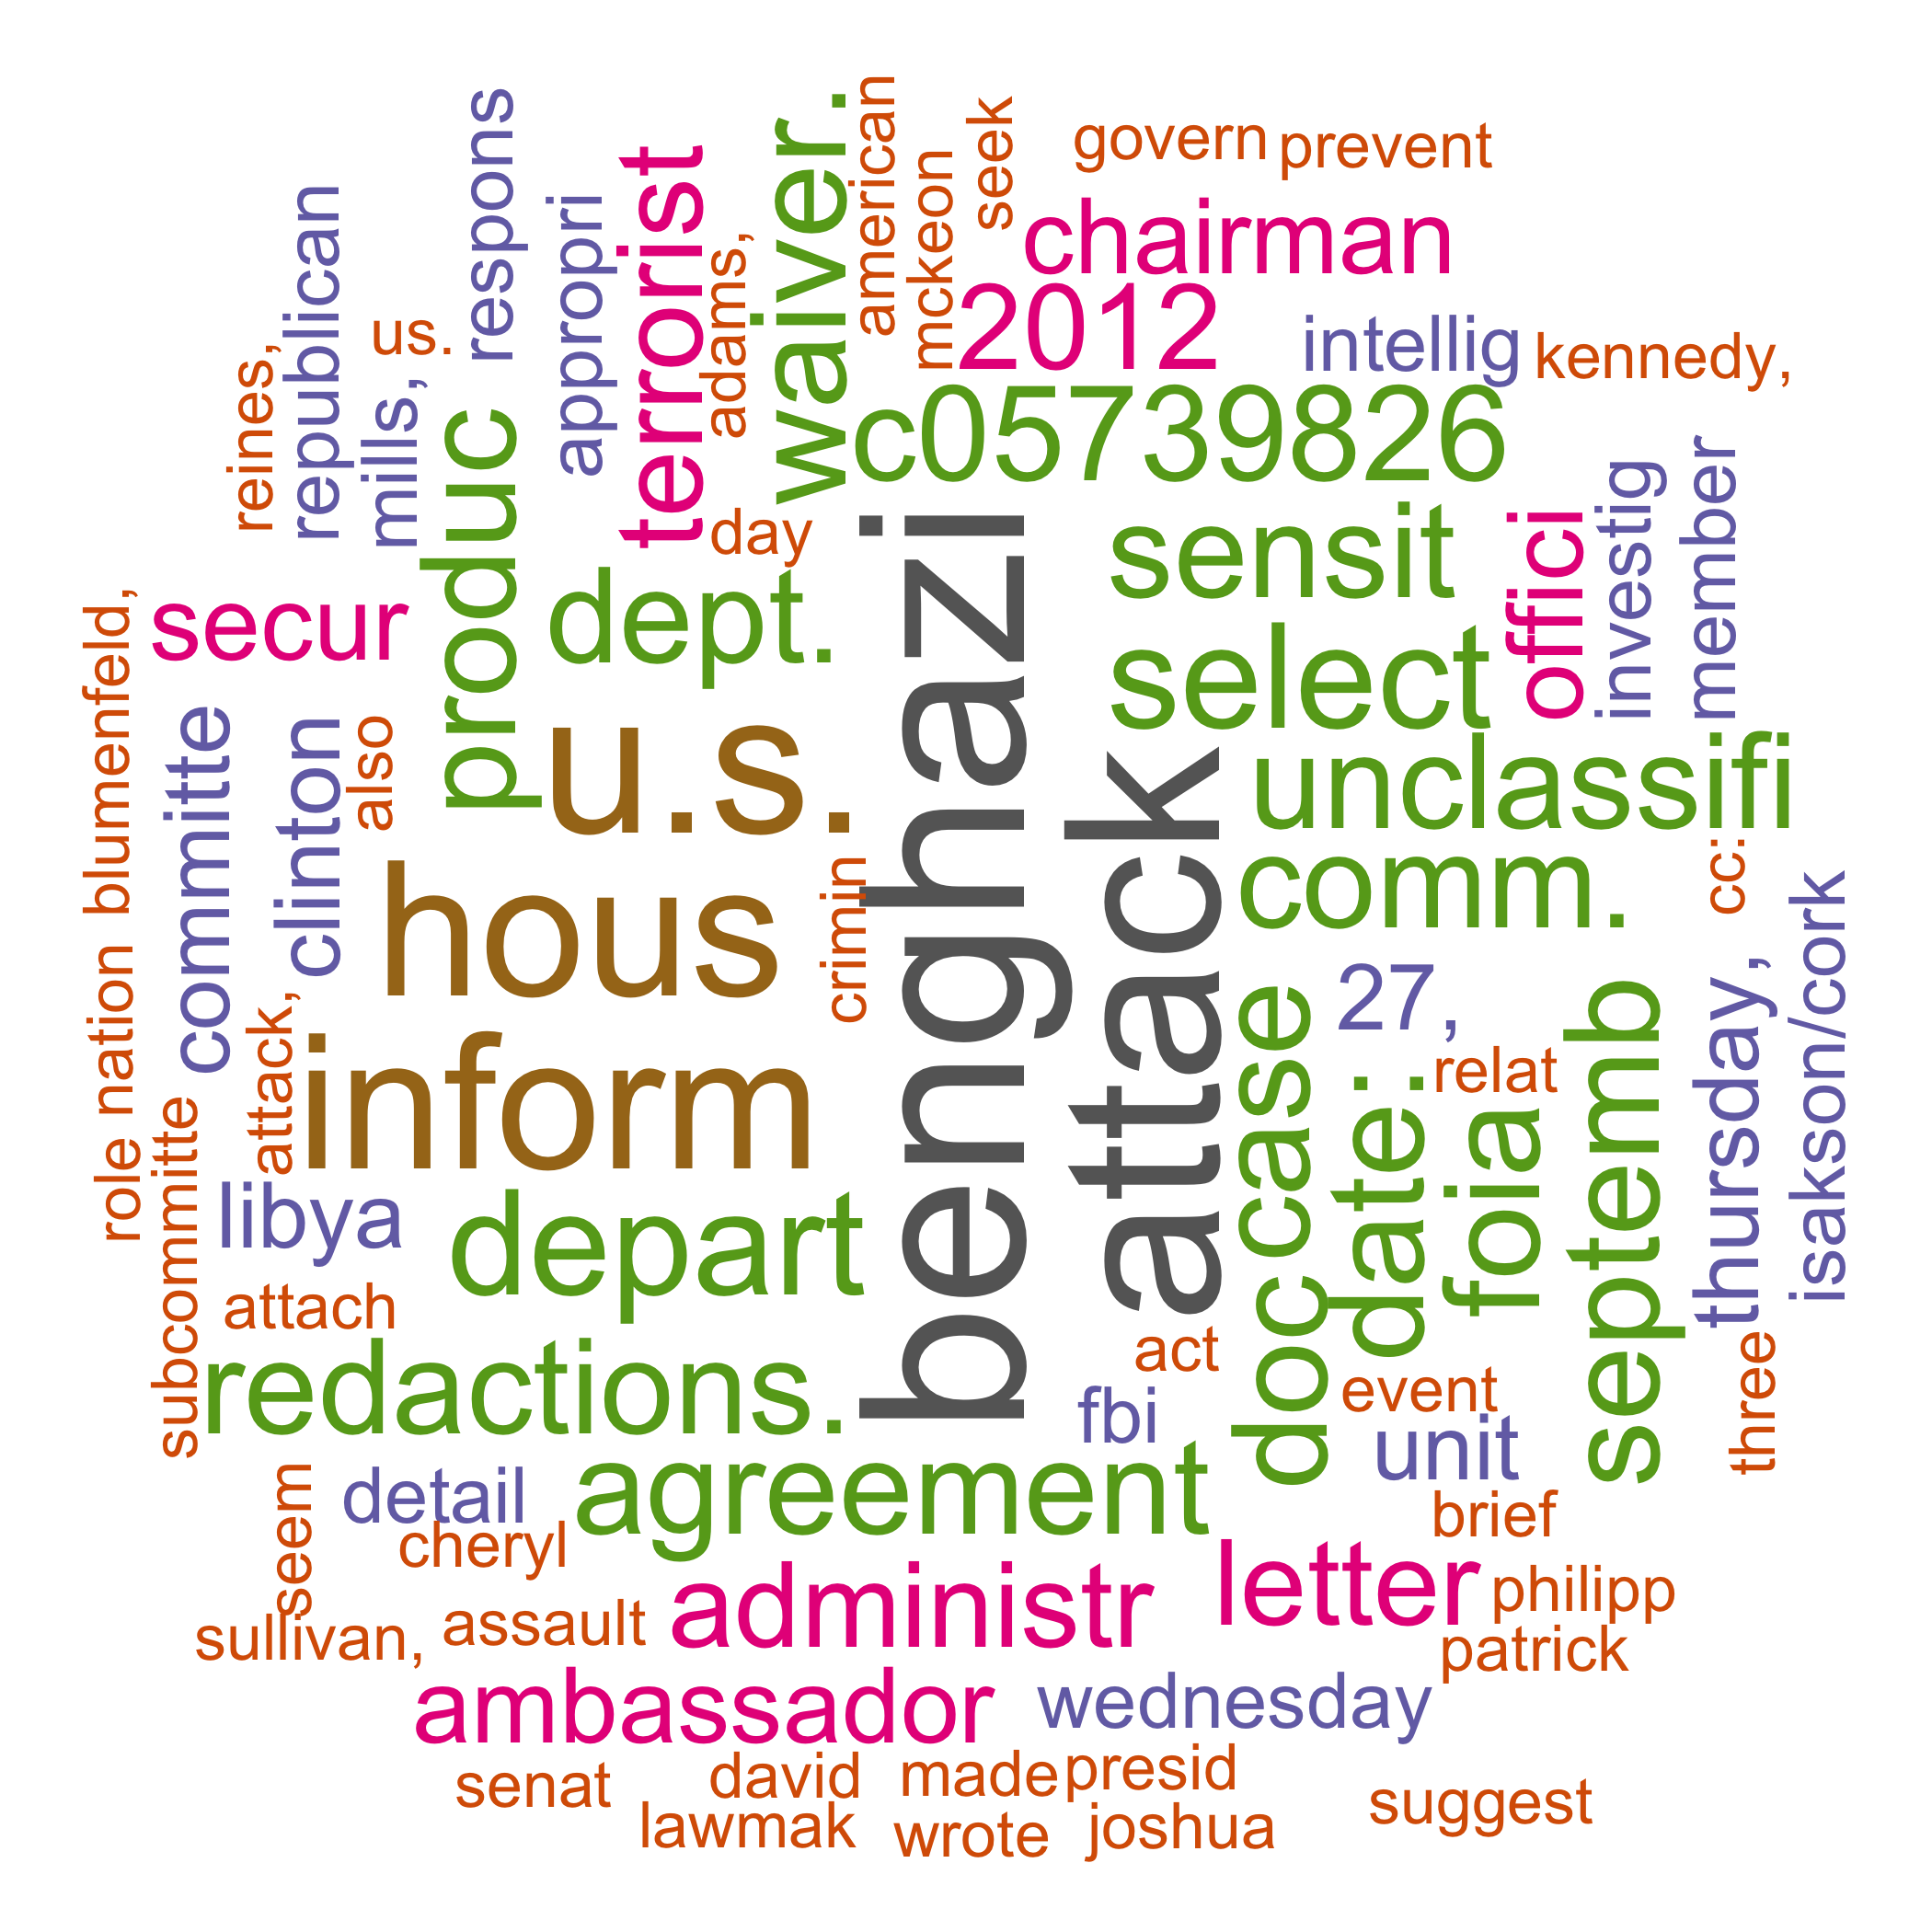 govern prevent
chairman
2012
intellig kennedy,
c05739826
american
seek
mckeon
waiver.
terrorist
adams,
appropri
respons
us.
republican
reines,
mills,
produc
day
dept.
secur
sensit
select
offici
investig
member
unclassifi
comm.
cc:
benghazi
attack
u.s.
hous
inform
crimin
also
clinton
committe
blumenfeld,
nation
role
attack,
subcommitte
libya
depart
attach
redactions.
27,
relat
docase
date:
foia
septemb
thursday,
isakson/cork
three
act
fbi
event
unit
brief
agreement
detail
cheryl
seem
sullivan, assault
administr
letter
philipp
patrick
ambassador
wednesday
senat
david
made presid
lawmak
wrote
joshua
suggest